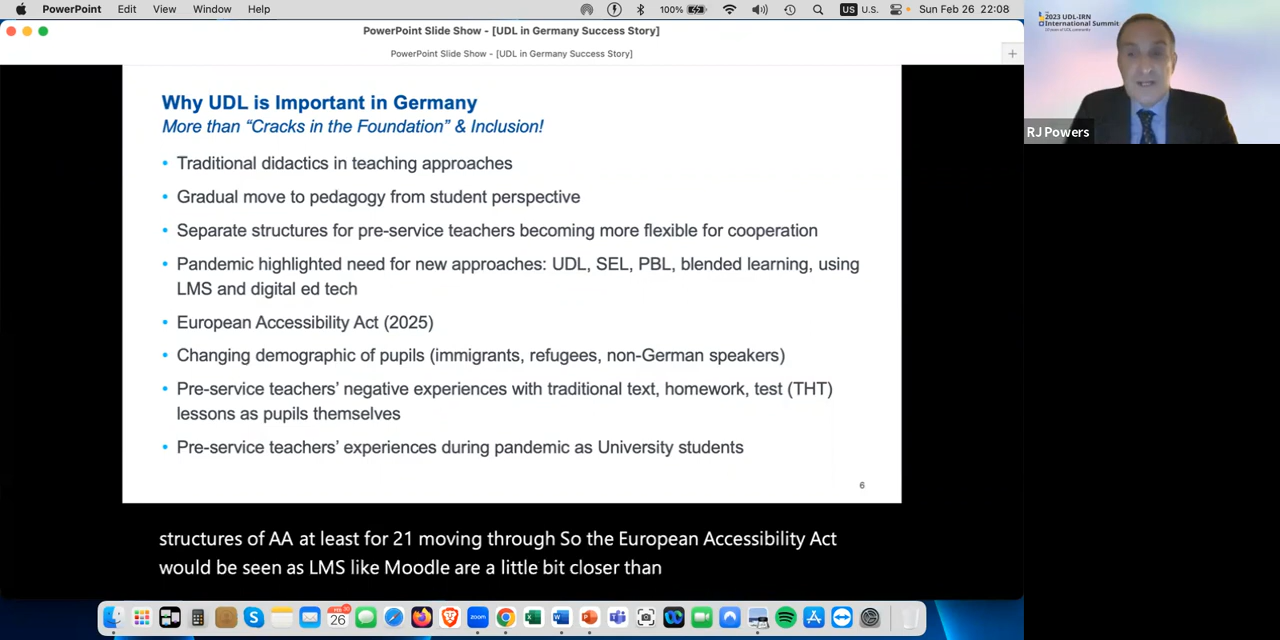 PowerPoint Edit View Window Help 100% US U.S. Sun Feb 26 22:08
PowerPoint Slide Show - [UDL in Germany Success Story]
PowerPoint Slide Show - [UDL in Germany Success Story]
Why UDL is Important in Germany
More than “Cracks in the Foundation” & Inclusion!
• Traditional didactics in teaching approaches
• Gradual move to pedagogy from student perspective
• Separate structures for pre-service teachers becoming more flexible for cooperation
• Pandemic highlighted need for new approaches: UDL, SEL, PBL, blended learning, using
LMS and digital ed tech
• European Accessibility Act (2025)
• Changing demographic of pupils (immigrants, refugees, non-German speakers)
• Pre-service teachers’ negative experiences with traditional text, homework, test (THT)
lessons as pupils themselves
• Pre-service teachers’ experiences during pandemic as University students
6
structures of AA at least for 21 moving through So the European Accessibility Act
would be seen as LMS like Moodle are a little bit closer than
zoom
26
2023 UDL-IRN
International Summit
RJ Powers